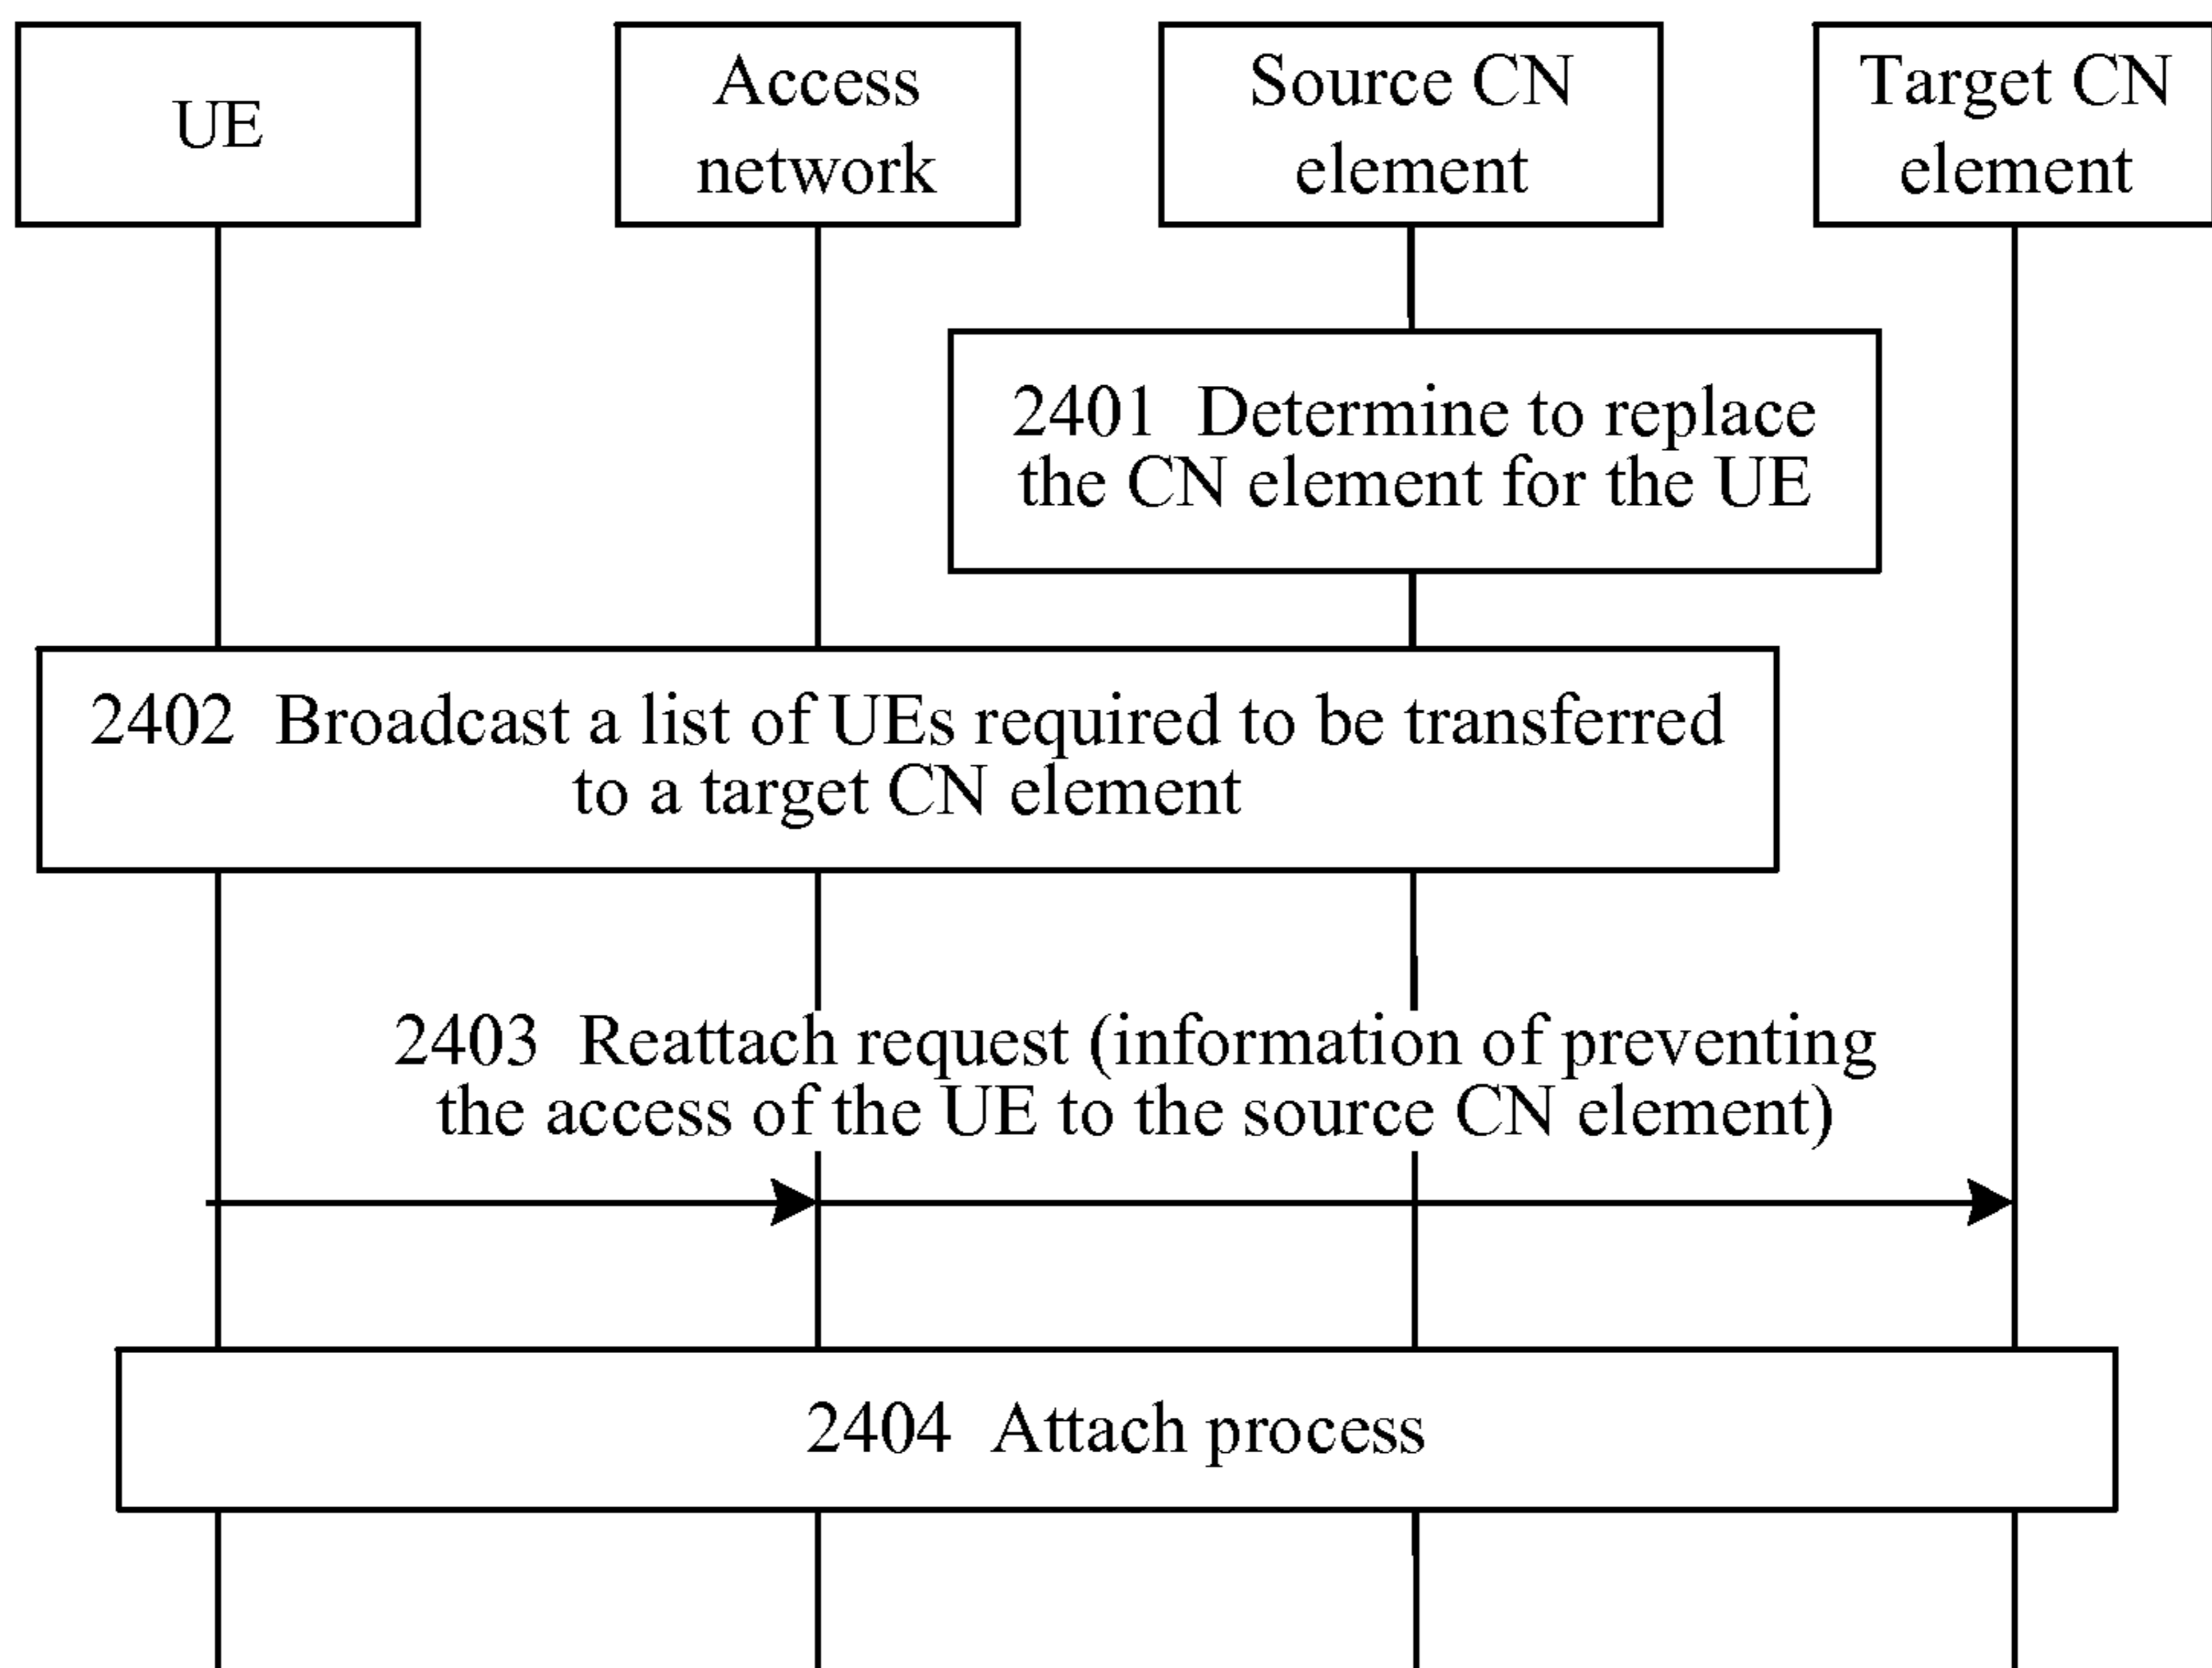 UE
Access
network
Source CN
element
Target CN
element
2401 Determine to replace
the CN element for the UE
2402 Broadcast a list of UEs required to be transferred
to a target CN element
2403 Reattach request (information of preventing
the access of the UE to the source CN element)
2404 Attach process